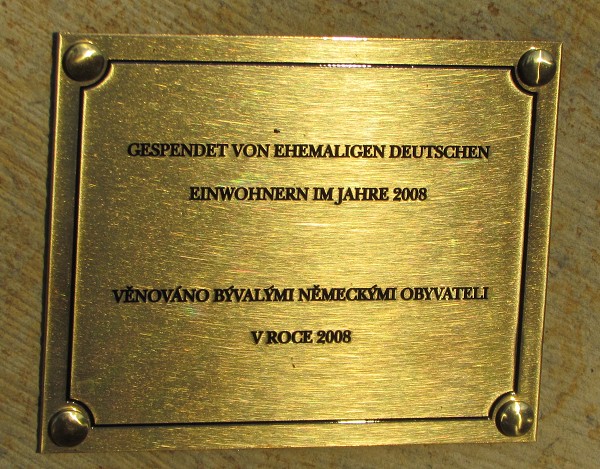 GESPENDET VON EHEMALIGEN DEUTSCHEN
EINWOHNERN IM JAHRE 2008
VĚNOVÁNO BÝVALÝMI NĚMECKÝMI OBYVATELI
V ROCE 2008